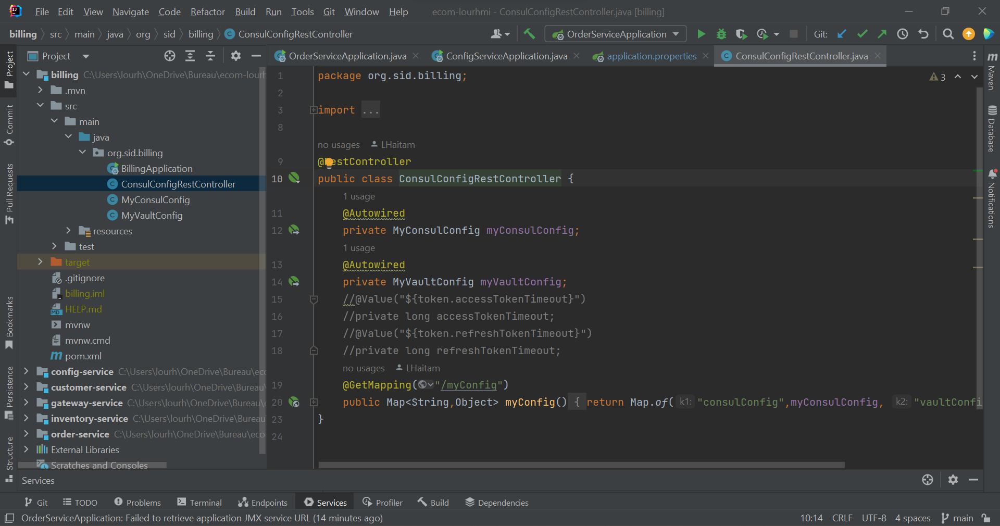 File Edit View Navigate Code Refactor Build Run Tools Git Window Help ecom-lourhmi - ConsulConfigRestController.java [billing]
billing src main java org sid billing ConsulConfigRestController OrderServiceApplication Git:
Project
OrderServiceApplication.java ConfigServiceApplication.java application.properties ConsulConfigRestController.java
Project
Commit
Pull Requests
Bookmarks
Persistence
Structure
billing C:\Users\lourh\OneDrive\Bureau\ecom-lourh
.mvn
src
main
java
org.sid.billing
BillingApplication
ConsulConfigRestController
MyConsulConfig
MyVaultConfig
resources
test
target
.gitignore
billing.iml
HELP.md
mvnw
mvnw.cmd
pom.xml
config-service C:\Users\lourh\OneDrive\Bureau\eco
customer-service C:\Users\lourh\OneDrive\Bureau\
gateway-service C:\Users\lourh\OneDrive\Bureau\
inventory-service C:\Users\lourh\OneDrive\Bureau
order-service C:\Users\lourh\OneDrive\Bureau\eco
External Libraries
Scratches and Consoles
1 package org.sid.billing;
3
2
3 import ...
8
no usages LHaitam
9 @RestController
10 public class ConsulConfigRestController {
1 usage
11 @Autowired
12 private MyConsulConfig myConsulConfig;
1 usage
13 @Autowired
14 private MyVaultConfig myVaultConfig;
15 //@Value("${token.accessTokenTimeout}")
16 //private long accessTokenTimeout;
17 //@Value("${token.refreshTokenTimeout}")
18 //private long refreshTokenTimeout;
no usages LHaitam
19 @GetMapping("/myConfig")
20 public Map<String,Object> myConfig() { return Map.of( k1: "consulConfig",myConsulConfig, k2: "vaultConfi
23 }
24
m Maven
Database
Notifications
Services
Git TODO Problems Terminal Endpoints Services Profiler Build Dependencies
OrderServiceApplication: Failed to retrieve application JMX service URL (14 minutes ago) 10:14 CRLF UTF-8 4 spaces main